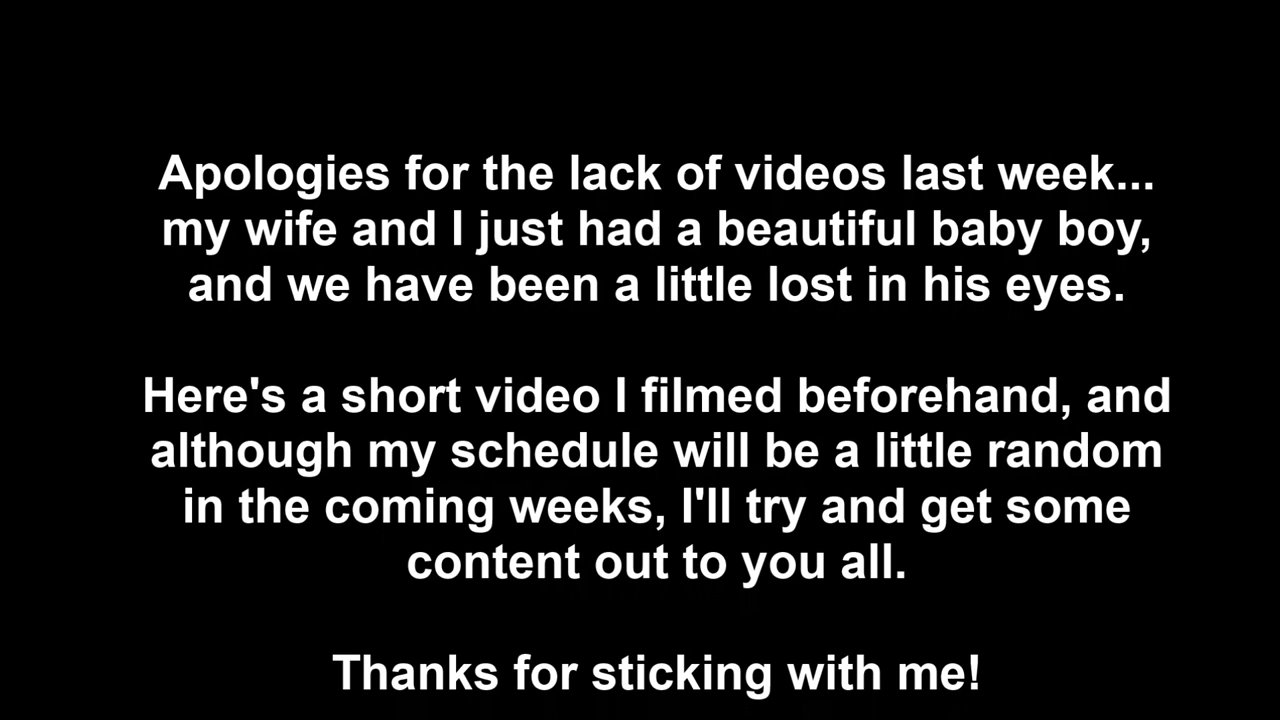 Apologies for the lack of videos last week...
my wife and I just had a beautiful baby boy,
and we have been a little lost in his eyes.
Here's a short video I filmed beforehand, and
although my schedule will be a little random
in the coming weeks, I'll try and get some
content out to you all.
Thanks for sticking with me!